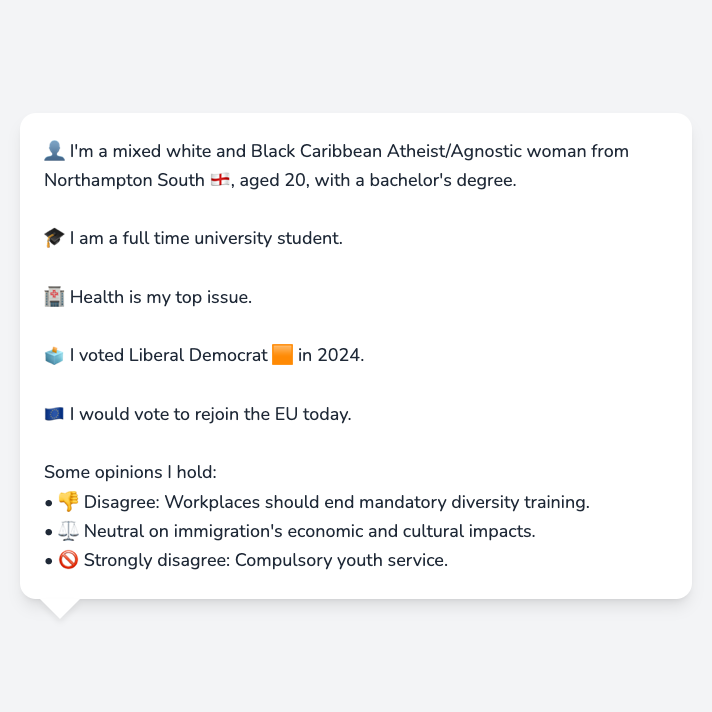 👤 I'm a mixed white and Black Caribbean Atheist/Agnostic woman from
Northampton South 🏴󠁧󠁢󠁥󠁮󠁧󠁿, aged 20, with a bachelor's degree.
🎓 I am a full time university student.
🏥 Health is my top issue.
🗳️ I voted Liberal Democrat 🟧 in 2024.
🇪🇺 I would vote to rejoin the EU today.
Some opinions I hold:
• 👎 Disagree: Workplaces should end mandatory diversity training.
• ⚖️ Neutral on immigration's economic and cultural impacts.
• 🚫 Strongly disagree: Compulsory youth service.